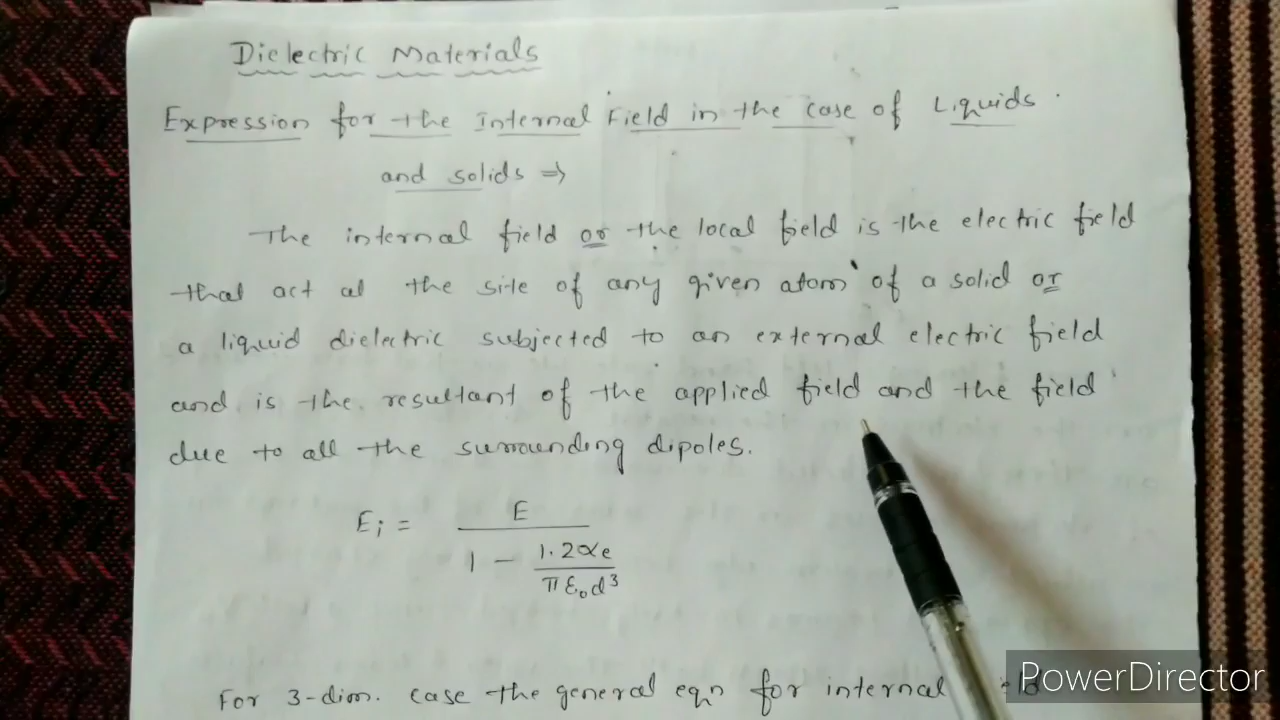 Dielectric Materials
Expression for the Internal Field in the case of Liquids.
and solids ⇒
The internal field or the local field is the electric field
that act at the site of any given atom of a solid or
a liquid dielectric subjected to an external electric field
and is the resultant of the applied field and the field
due to all the surrounding dipoles.
Ei = E / (1 - 1.2αe / πε₀d³)
For 3-dim. case the general eqn for internal
PowerDirector